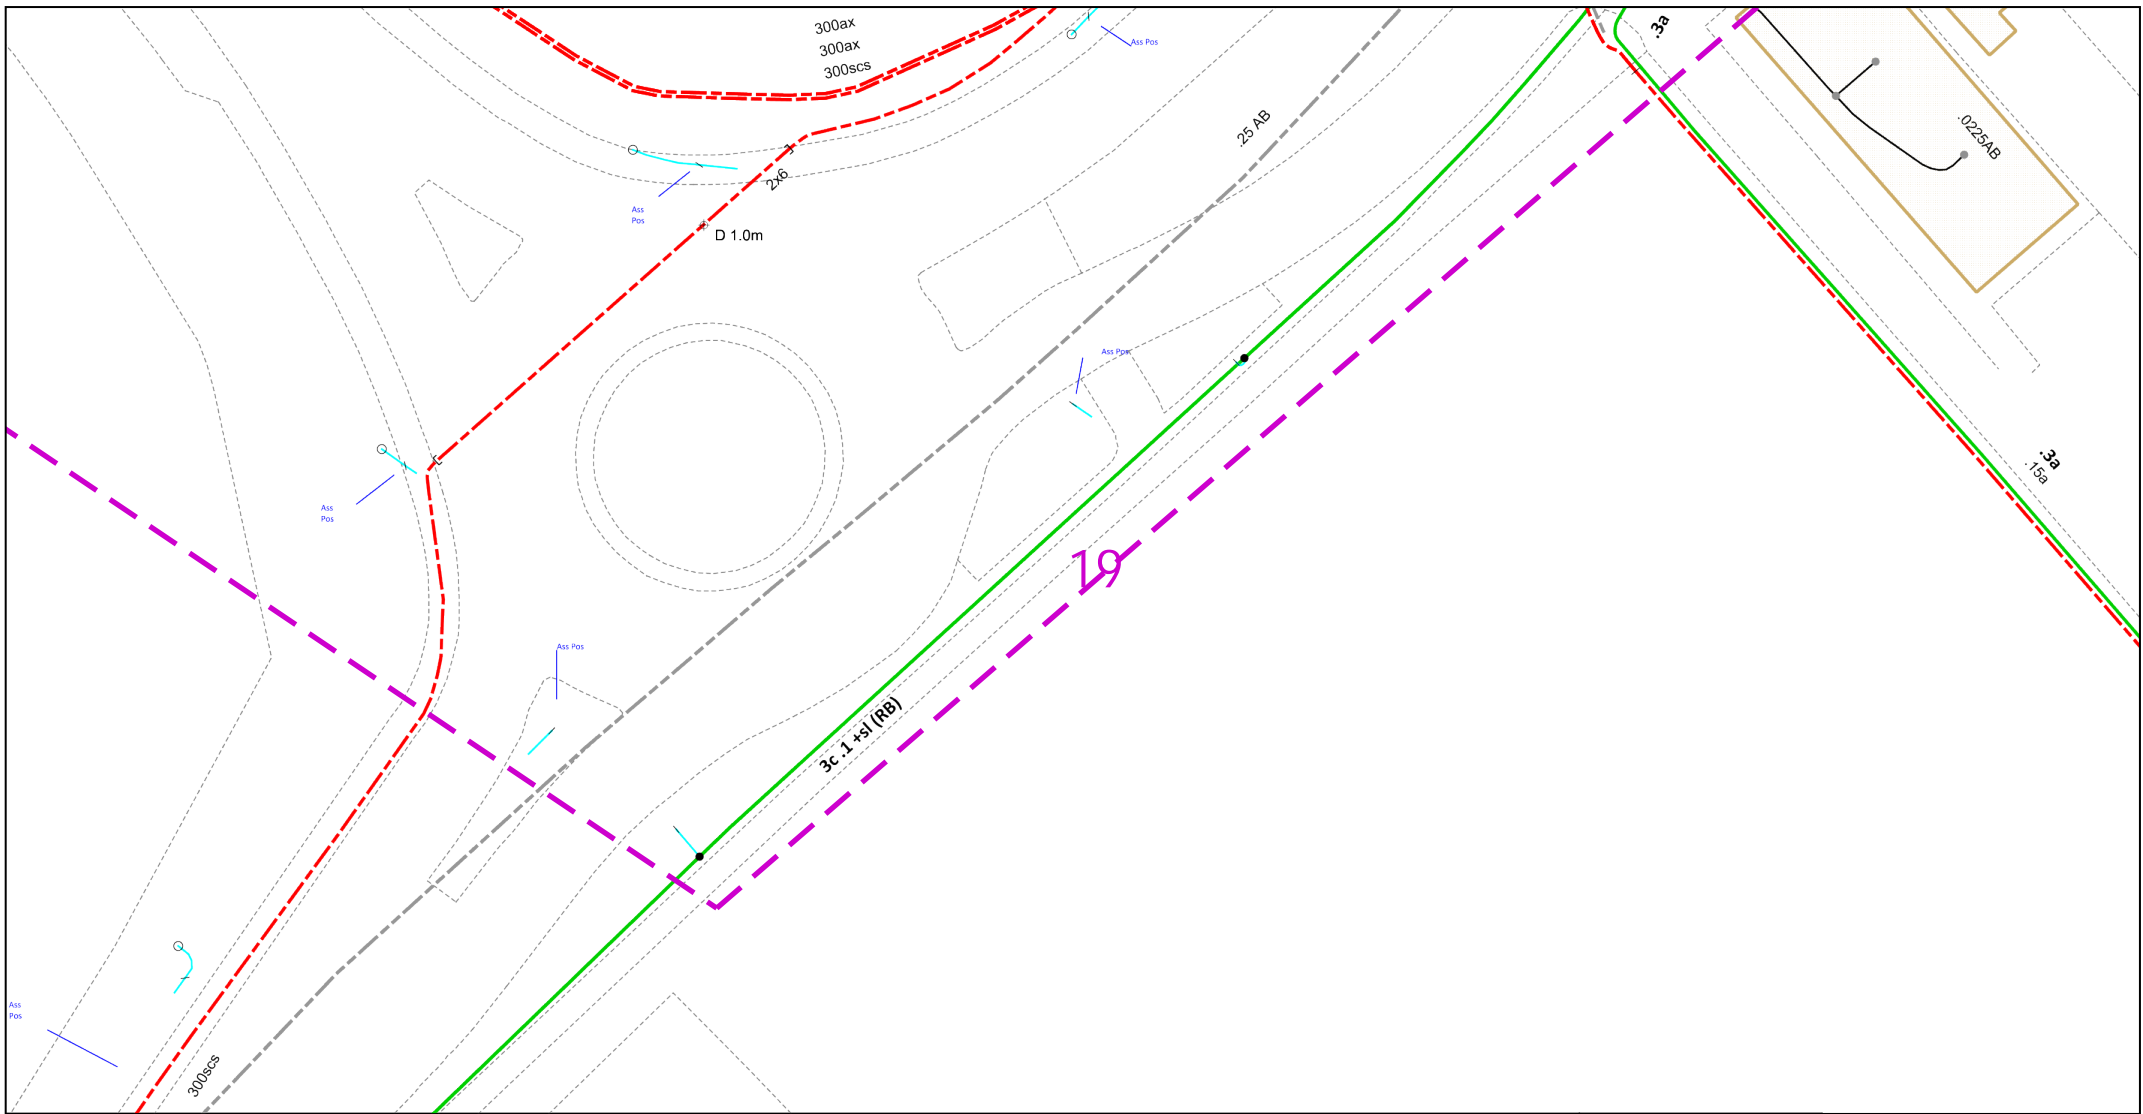 300ax
300ax
300scs
Ass Pos
.3a
.25 AB
.0225AB
2x6
Ass
Pos
D 1.0m
Ass Pos
.3a
.15a
Ass
Pos
19
Ass Pos
3c .1 +sl (RB)
Ass
Pos
300scs